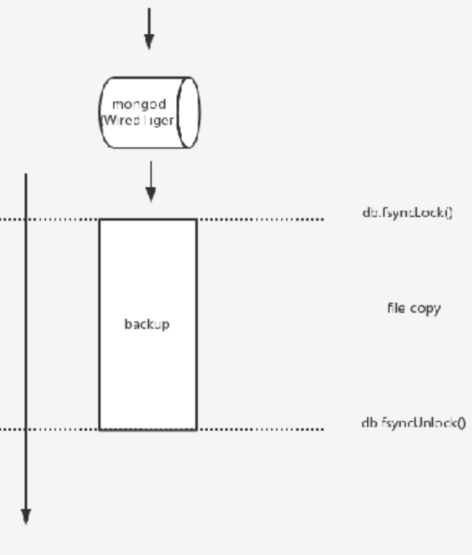 mongod
(WiredTiger
db.fsyncLock()
file copy
backup
db.fsyncUnlock()